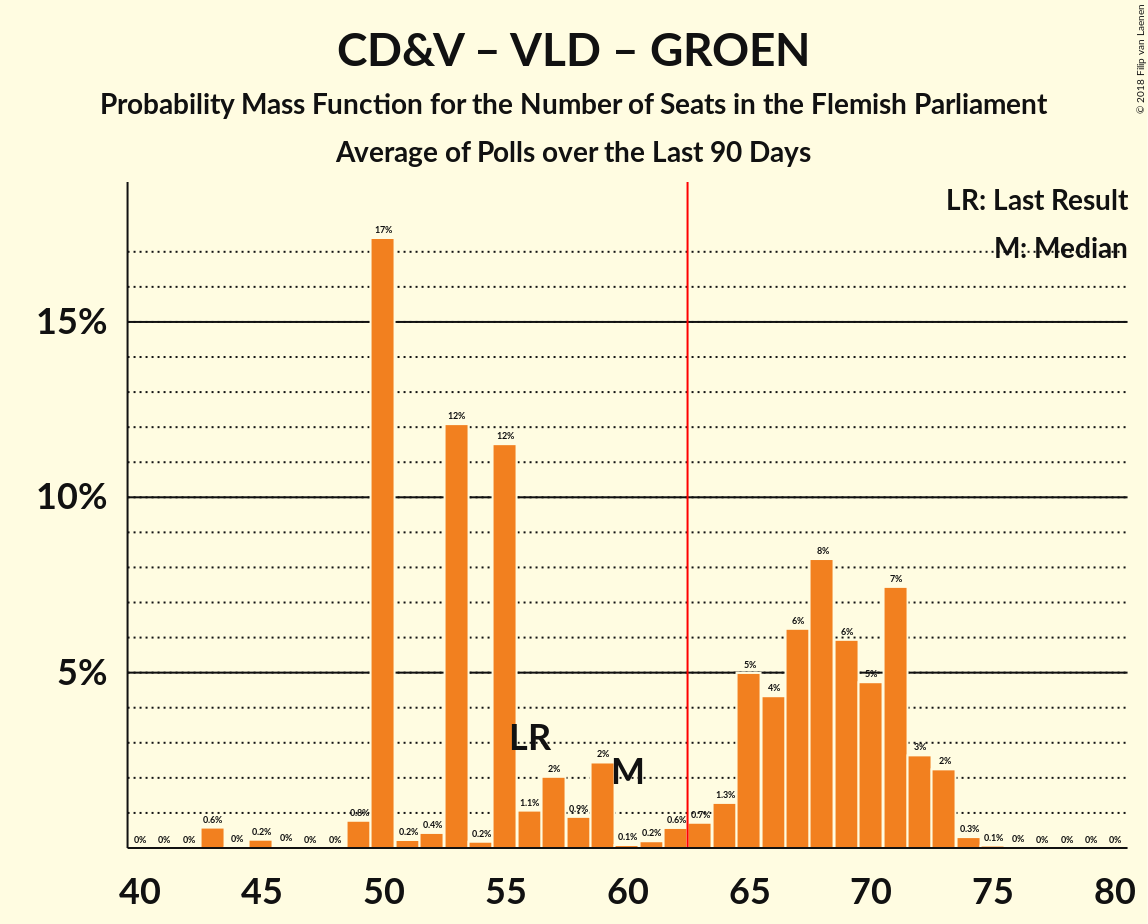 CD&V – VLD – GROEN
Probability Mass Function for the Number of Seats in the Flemish Parliament
Average of Polls over the Last 90 Days
© 2018 Filip van Laenen
LR: Last Result
M: Median
15%
10%
5%
0% 0% 0% 0.6% 0% 0.2% 0% 0% 0% 0.8% 17% 0.2% 0.4% 12% 0.2% 12% 1.1% 2% 0.9% 2% 0.1% 0.2% 0.6% 0.7% 1.3% 5% 4% 6% 8% 6% 5% 7% 3% 2% 0.3% 0.1% 0% 0% 0% 0% 0%
LR
M
40 45 50 55 60 65 70 75 80